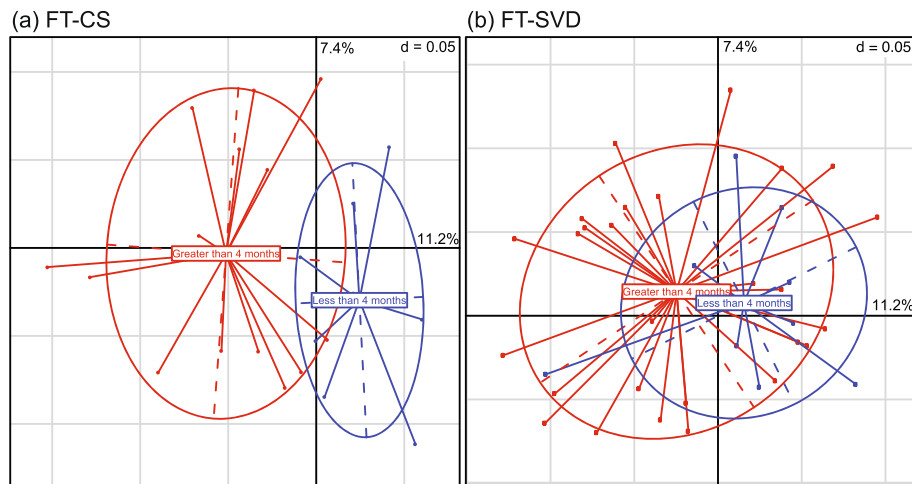 (a) FT-CS
7.4%
d = 0.05
11.2%
Greater than 4 months
Less than 4 months
(b) FT-SVD
7.4%
d = 0.05
11.2%
Greater than 4 months
Less than 4 months